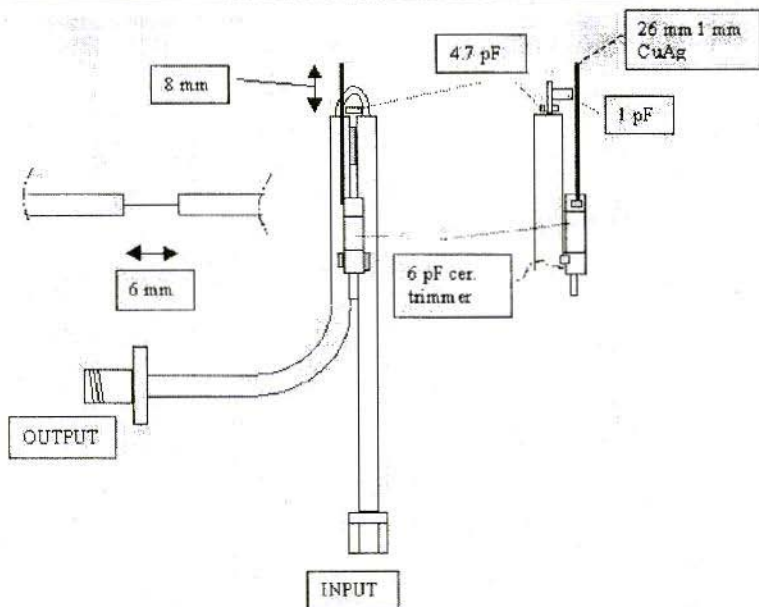 8 mm
4.7 pF
26 mm 1 mm
CuAg
1 pF
6 mm
6 pF cer.
trimmer
OUTPUT
INPUT